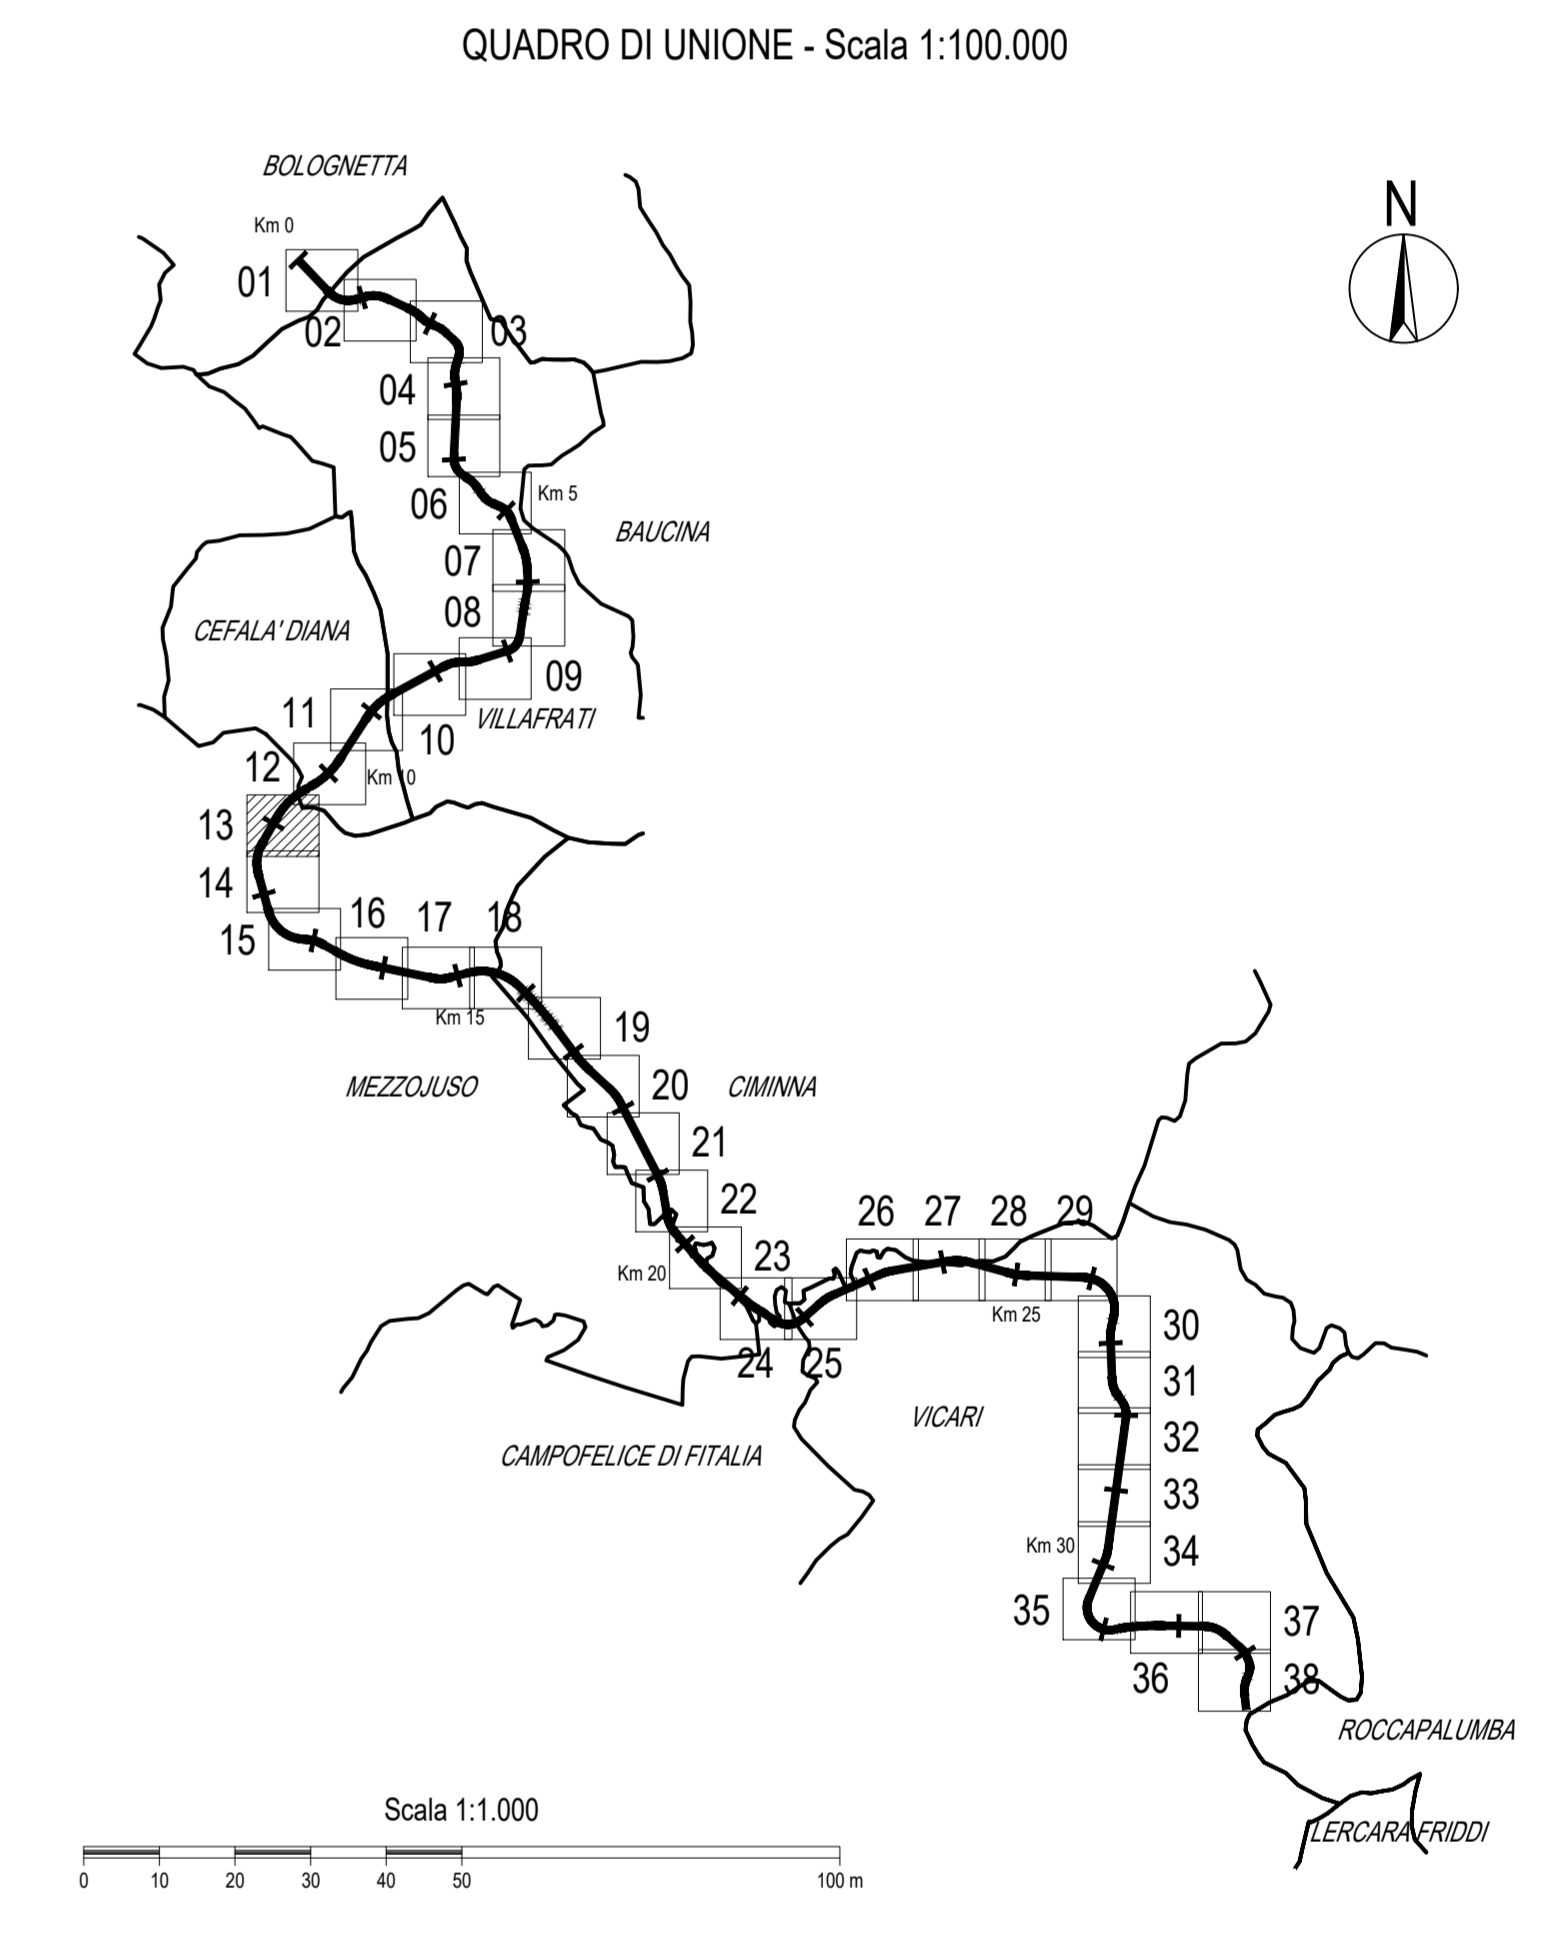 QUADRO DI UNIONE - Scala 1:100.000
BOLOGNETTA
N
Km 0
01
02
03
04
05
06
Km 5
BAUCINA
07
08
CEFALA' DIANA
09
11
10
VILLAFRATI
12
Km 10
13
14
15
16
17
18
Km 15
19
MEZZOJUSO
20
CIMINNA
21
22
23
26
27
28
29
Km 20
Km 25
24
25
30
31
VICARI
32
CAMPOFELICE DI FITALIA
33
Km 30
34
35
37
36
38
ROCCAPALUMBA
LERCARA FRIDDI
Scala 1:1.000
0 10 20 30 40 50 100 m